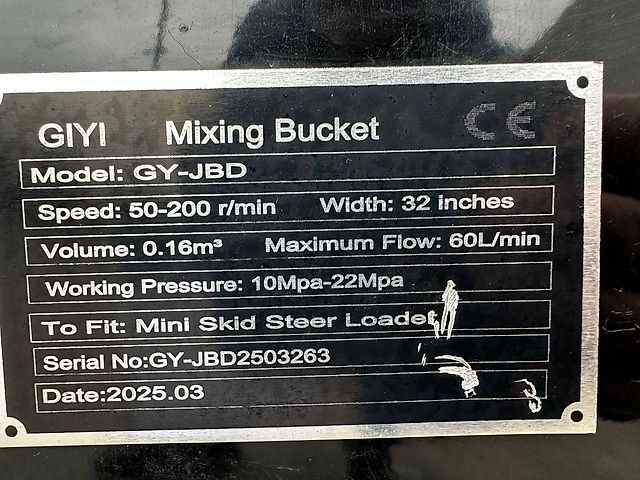 GIYI Mixing Bucket CE
Model: GY-JBD
Speed: 50-200 r/min Width: 32 inches
Volume: 0.16m³ Maximum Flow: 60L/min
Working Pressure: 10Mpa-22Mpa
To Fit: Mini Skid Steer Loader
Serial No:GY-JBD2503263
Date:2025.03